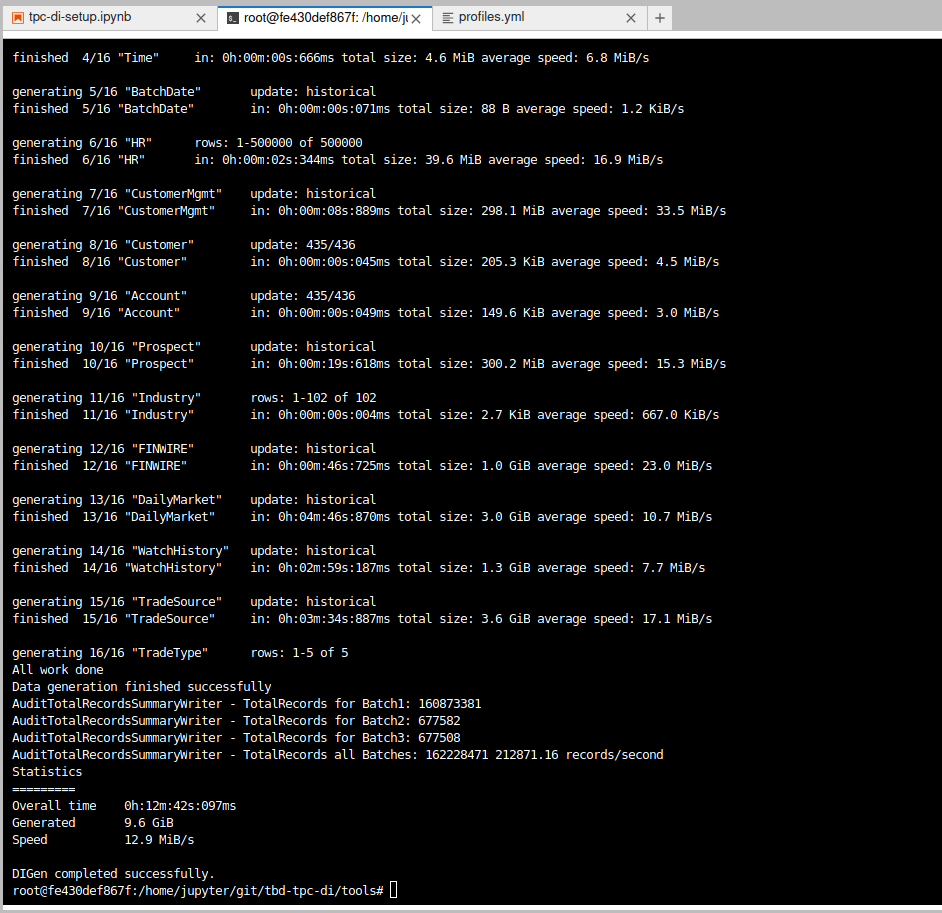 tpc-di-setup.ipynb
root@fe430def867f: /home/ju
profiles.yml
finished  4/16 "Time"     in: 0h:00m:00s:666ms total size: 4.6 MiB average speed: 6.8 MiB/s
generating 5/16 "BatchDate"       update: historical
finished  5/16 "BatchDate"        in: 0h:00m:00s:071ms total size: 88 B average speed: 1.2 KiB/s
generating 6/16 "HR"      rows: 1-500000 of 500000
finished  6/16 "HR"       in: 0h:00m:02s:344ms total size: 39.6 MiB average speed: 16.9 MiB/s
generating 7/16 "CustomerMgmt"    update: historical
finished  7/16 "CustomerMgmt"     in: 0h:00m:08s:889ms total size: 298.1 MiB average speed: 33.5 MiB/s
generating 8/16 "Customer"        update: 435/436
finished  8/16 "Customer"         in: 0h:00m:00s:045ms total size: 205.3 KiB average speed: 4.5 MiB/s
generating 9/16 "Account"         update: 435/436
finished  9/16 "Account"          in: 0h:00m:00s:049ms total size: 149.6 KiB average speed: 3.0 MiB/s
generating 10/16 "Prospect"       update: historical
finished  10/16 "Prospect"        in: 0h:00m:19s:618ms total size: 300.2 MiB average speed: 15.3 MiB/s
generating 11/16 "Industry"       rows: 1-102 of 102
finished  11/16 "Industry"        in: 0h:00m:00s:004ms total size: 2.7 KiB average speed: 667.0 KiB/s
generating 12/16 "FINWIRE"        update: historical
finished  12/16 "FINWIRE"         in: 0h:00m:46s:725ms total size: 1.0 GiB average speed: 23.0 MiB/s
generating 13/16 "DailyMarket"    update: historical
finished  13/16 "DailyMarket"     in: 0h:04m:46s:870ms total size: 3.0 GiB average speed: 10.7 MiB/s
generating 14/16 "WatchHistory"   update: historical
finished  14/16 "WatchHistory"    in: 0h:02m:59s:187ms total size: 1.3 GiB average speed: 7.7 MiB/s
generating 15/16 "TradeSource"    update: historical
finished  15/16 "TradeSource"     in: 0h:03m:34s:887ms total size: 3.6 GiB average speed: 17.1 MiB/s
generating 16/16 "TradeType"      rows: 1-5 of 5
All work done
Data generation finished successfully
AuditTotalRecordsSummaryWriter - TotalRecords for Batch1: 160873381
AuditTotalRecordsSummaryWriter - TotalRecords for Batch2: 677582
AuditTotalRecordsSummaryWriter - TotalRecords for Batch3: 677508
AuditTotalRecordsSummaryWriter - TotalRecords all Batches: 162228471 212871.16 records/second
Statistics
=========
Overall time    0h:12m:42s:097ms
Generated       9.6 GiB
Speed           12.9 MiB/s
DIGen completed successfully.
root@fe430def867f:/home/jupyter/git/tbd-tpc-di/tools#